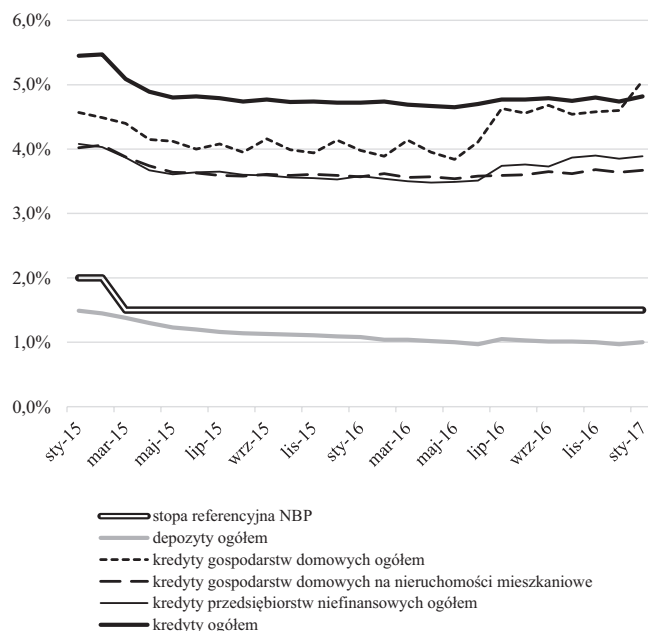 6,0%
5,0%
4,0%
3,0%
2,0%
1,0%
0,0%
sty-15
mar-15
maj-15
lip-15
wrz-15
lis-15
sty-16
mar-16
maj-16
lip-16
wrz-16
lis-16
sty-17
stopa referencyjna NBP
depozyty ogółem
kredyty gospodarstw domowych ogółem
kredyty gospodarstw domowych na nieruchomości mieszkaniowe
kredyty przedsiębiorstw niefinansowych ogółem
kredyty ogółem